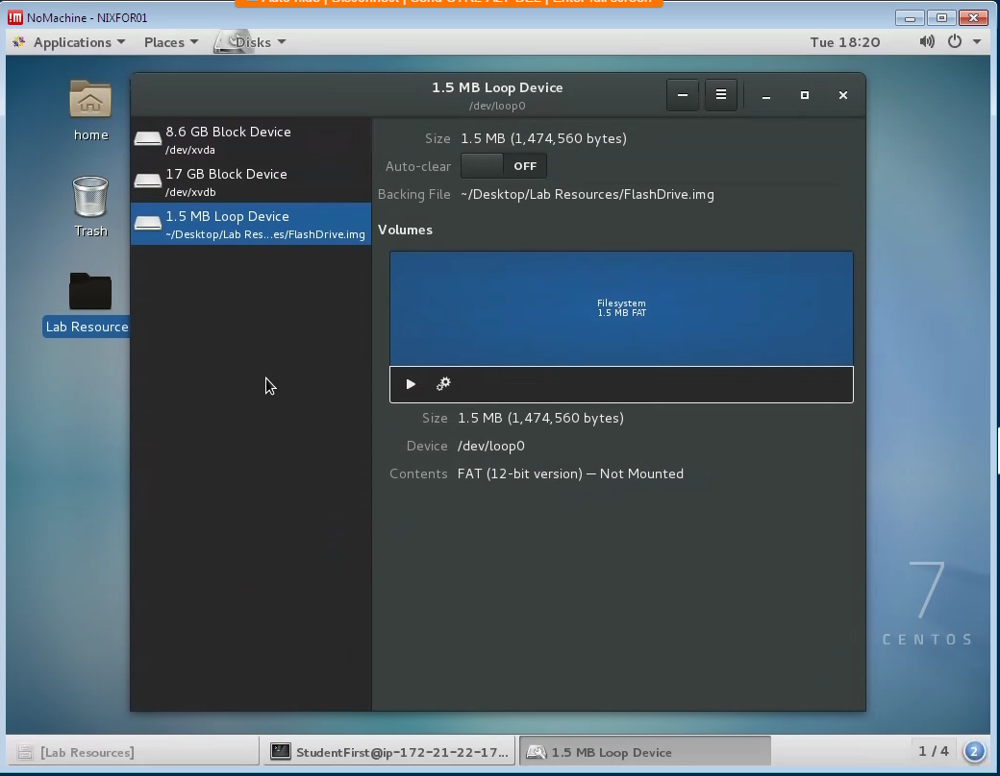 NoMachine - NIXFOR01
Applications Places Disks Tue 18:20
home
Trash
Lab Resource
1.5 MB Loop Device
/dev/loop0
8.6 GB Block Device
/dev/xvda
17 GB Block Device
/dev/xvdb
1.5 MB Loop Device
~/Desktop/Lab Res...es/FlashDrive.img
Size 1.5 MB (1,474,560 bytes)
Auto-clear OFF
Backing File ~/Desktop/Lab Resources/FlashDrive.img
Volumes
Filesystem
1.5 MB FAT
Size 1.5 MB (1,474,560 bytes)
Device /dev/loop0
Contents FAT (12-bit version) — Not Mounted
7
CENTOS
[Lab Resources] StudentFirst@ip-172-21-22-17... 1.5 MB Loop Device 1 / 4 2